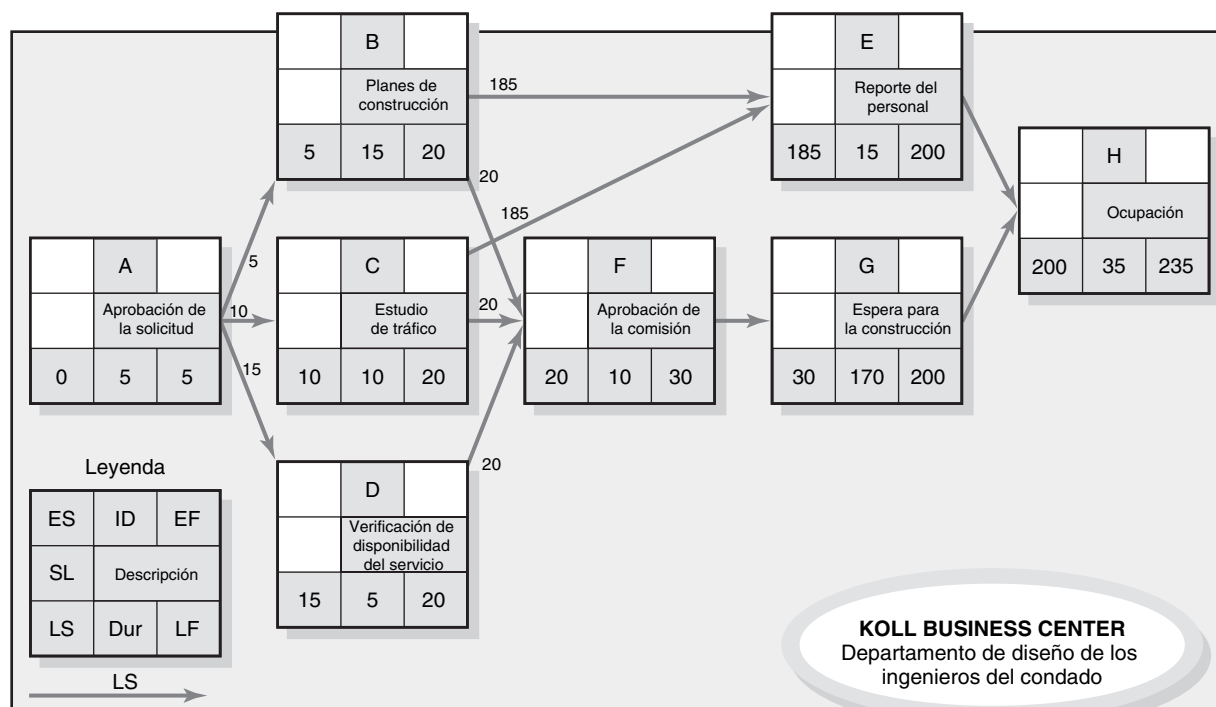 B
Planes de
construcción
5 15 20
E
Reporte del
personal
185 15 200
H
Ocupación
200 35 235
A
Aprobación de
la solicitud
0 5 5
C
Estudio
de tráfico
10 10 20
F
Aprobación de
la comisión
20 10 30
G
Espera para
la construcción
30 170 200
D
Verificación de
disponibilidad
del servicio
15 5 20
185
20
185
5
10
20
15
20
Leyenda
ES ID EF
SL Descripción
LS Dur LF
LS
KOLL BUSINESS CENTER
Departamento de diseño de los
ingenieros del condado